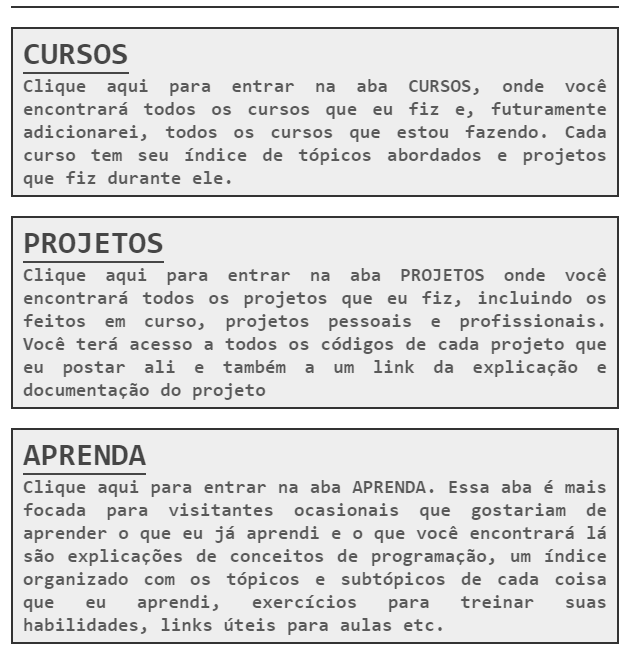 CURSOS
Clique aqui para entrar na aba CURSOS, onde você
encontrará todos os cursos que eu fiz e, futuramente
adicionarei, todos os cursos que estou fazendo. Cada
curso tem seu índice de tópicos abordados e projetos
que fiz durante ele.
PROJETOS
Clique aqui para entrar na aba PROJETOS onde você
encontrará todos os projetos que eu fiz, incluindo os
feitos em curso, projetos pessoais e profissionais.
Você terá acesso a todos os códigos de cada projeto que
eu postar ali e também a um link da explicação e
documentação do projeto
APRENDA
Clique aqui para entrar na aba APRENDA. Essa aba é mais
focada para visitantes ocasionais que gostariam de
aprender o que eu já aprendi e o que você encontrará lá
são explicações de conceitos de programação, um índice
organizado com os tópicos e subtópicos de cada coisa
que eu aprendi, exercícios para treinar suas
habilidades, links úteis para aulas etc.